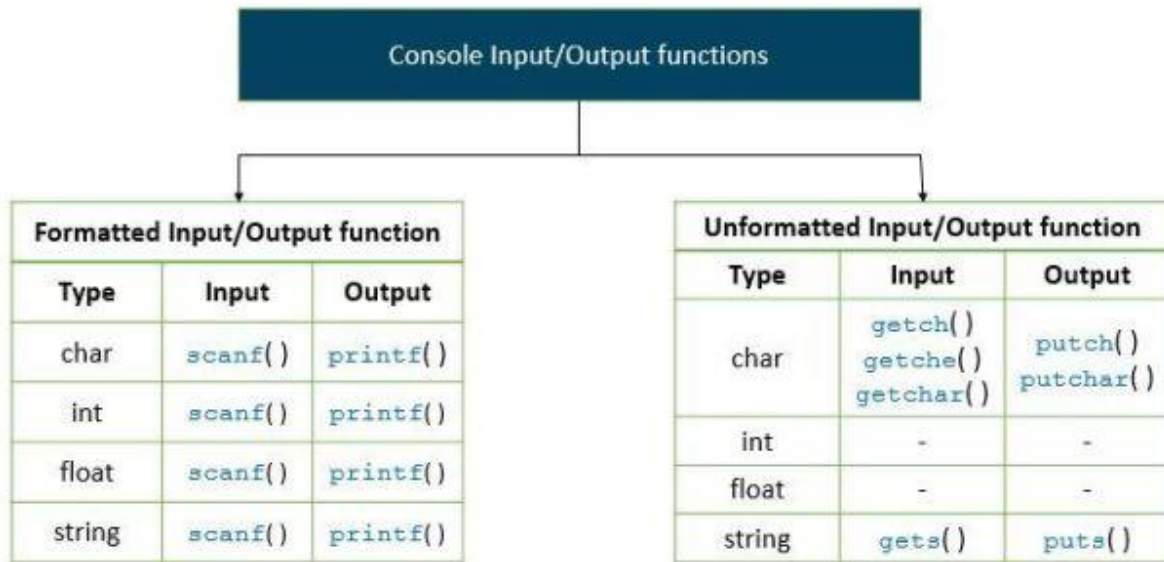 Console Input/Output functions
Formatted Input/Output function
Type Input Output
char scanf() printf()
int scanf() printf()
float scanf() printf()
string scanf() printf()
Unformatted Input/Output function
Type Input Output
char
getch()
getche()
getchar()
putch()
putchar()
int - -
float - -
string gets() puts()